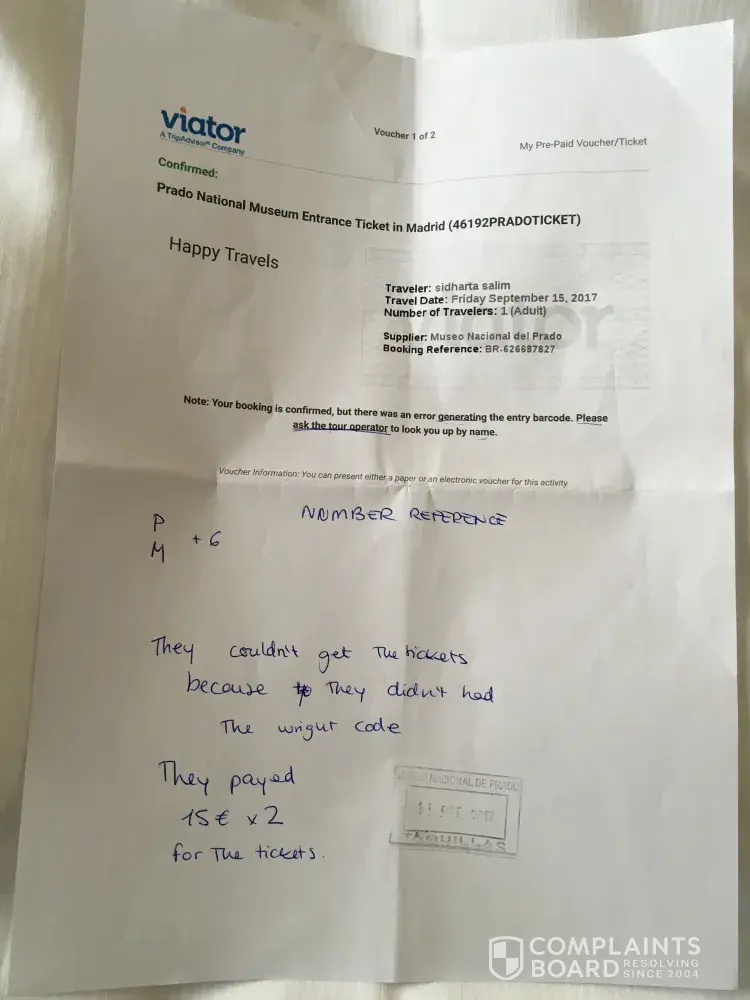 viator
A TripAdvisor® Company
Voucher 1 of 2
My Pre-Paid Voucher/Ticket
Confirmed:
Prado National Museum Entrance Ticket in Madrid (46192PRADOTICKET)
Happy Travels
Traveler: sidharta salim
Travel Date: Friday September 15, 2017
Number of Travelers: 1 (Adult)
Supplier: Museo Nacional del Prado
Booking Reference: BR-626687827
Note: Your booking is confirmed, but there was an error generating the entry barcode. Please
ask the tour operator to look you up by name.
Voucher Information: You can present either a paper or an electronic voucher for this activity
NUMBER REFERENCE
P
M + 6
They couldn't get The tickets
because They didn't had
The wright code
They payed
15€ x 2
for The tickets.
NACIONAL DE PRADO
TAQUILLAS
COMPLAINTS
BOARD RESOLVING
SINCE 2004